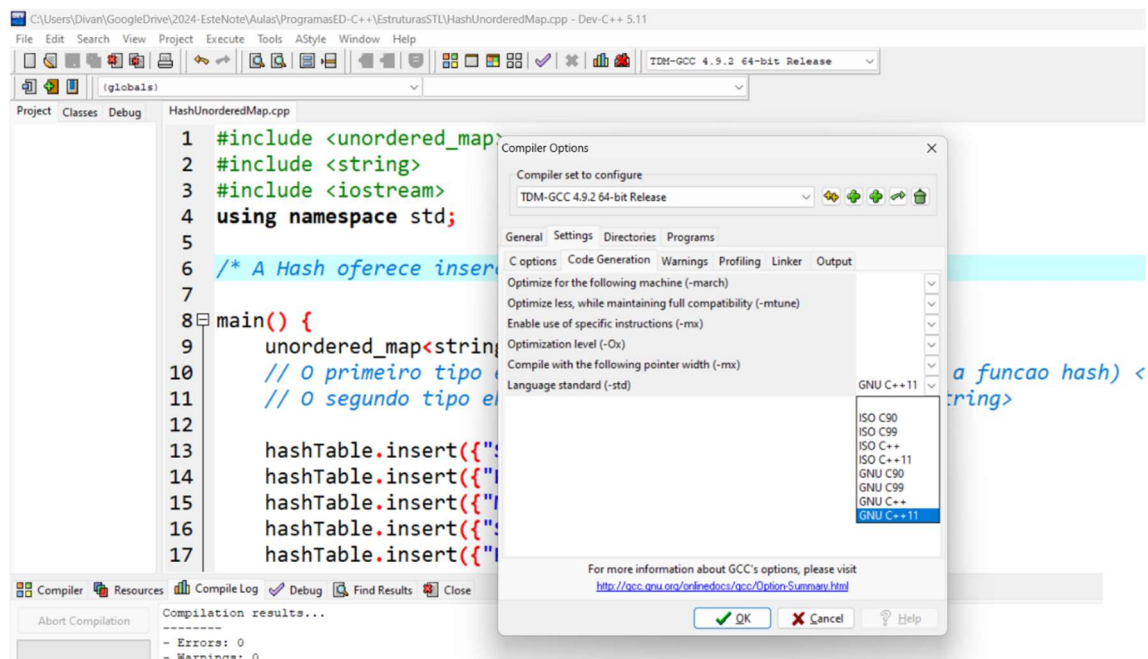 C:\Users\Divan\GoogleDrive\2024-EsteNote\Aulas\ProgramasED-C++\EstruturasSTL\HashUnorderedMap.cpp - Dev-C++ 5.11
File Edit Search View Project Execute Tools AStyle Window Help
TDM-GCC 4.9.2 64-bit Release
(globals)
Project Classes Debug HashUnorderedMap.cpp
1 #include <unordered_map>
2 #include <string>
3 #include <iostream>
4 using namespace std;
5
6 /* A Hash oferece inser
7
8 main() {
9 unordered_map<string
10 // O primeiro tipo e a funcao hash) <
11 // O segundo tipo e ring>
12
13 hashTable.insert({"S
14 hashTable.insert({"
15 hashTable.insert({"
16 hashTable.insert({"S
17 hashTable.insert({"
Compiler Options
Compiler set to configure
TDM-GCC 4.9.2 64-bit Release
General Settings Directories Programs
C options Code Generation Warnings Profiling Linker Output
Optimize for the following machine (-march)
Optimize less, while maintaining full compatibility (-mtune)
Enable use of specific instructions (-mx)
Optimization level (-Ox)
Compile with the following pointer width (-mx)
Language standard (-std) GNU C++11
ISO C90
ISO C99
ISO C++
ISO C++11
GNU C90
GNU C99
GNU C++
GNU C++11
For more information about GCC's options, please visit
http://gcc.gnu.org/onlinedocs/gcc/Option-Summary.html
OK Cancel Help
Compiler Resources Compile Log Debug Find Results Close
Abort Compilation
Compilation results...
--------
- Errors: 0
- Warnings: 0